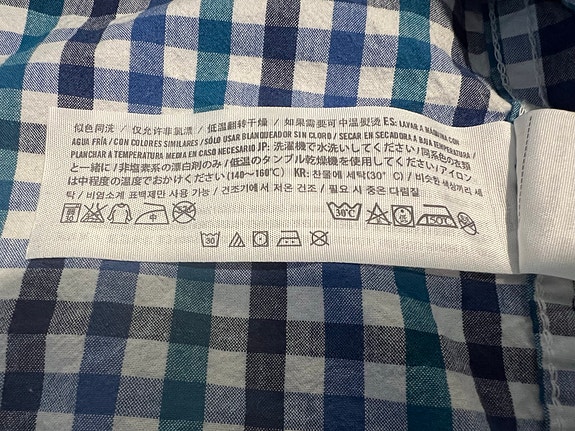 似色同洗 / 仅允许非氯漂 / 低温翻转干燥 / 如果需要可中温熨烫 ES: LAVAR A MÁQUINA CON
AGUA FRÍA / CON COLORES SIMILARES / SÓLO USAR BLANQUEADOR SIN CLORO / SECAR EN SECADORA A BAJA TEMPERATURA /
PLANCHAR A TEMPERATURA MEDIA EN CASO NECESARIO JP: 洗濯機で水洗いしてください/同系色の衣類
と一緒に / 非塩素系の漂白剤のみ / 低温のタンブル乾燥機を使用してください/アイロン
は中程度の温度でおかけください (140〜160℃) KR: 찬물에 세탁(30°C) / 비슷한 색상끼리 세
탁 / 비염소계 표백제만 사용 가능 / 건조기에서 저온 건조 / 필요 시 중온 다림질
30℃ 150℃
30